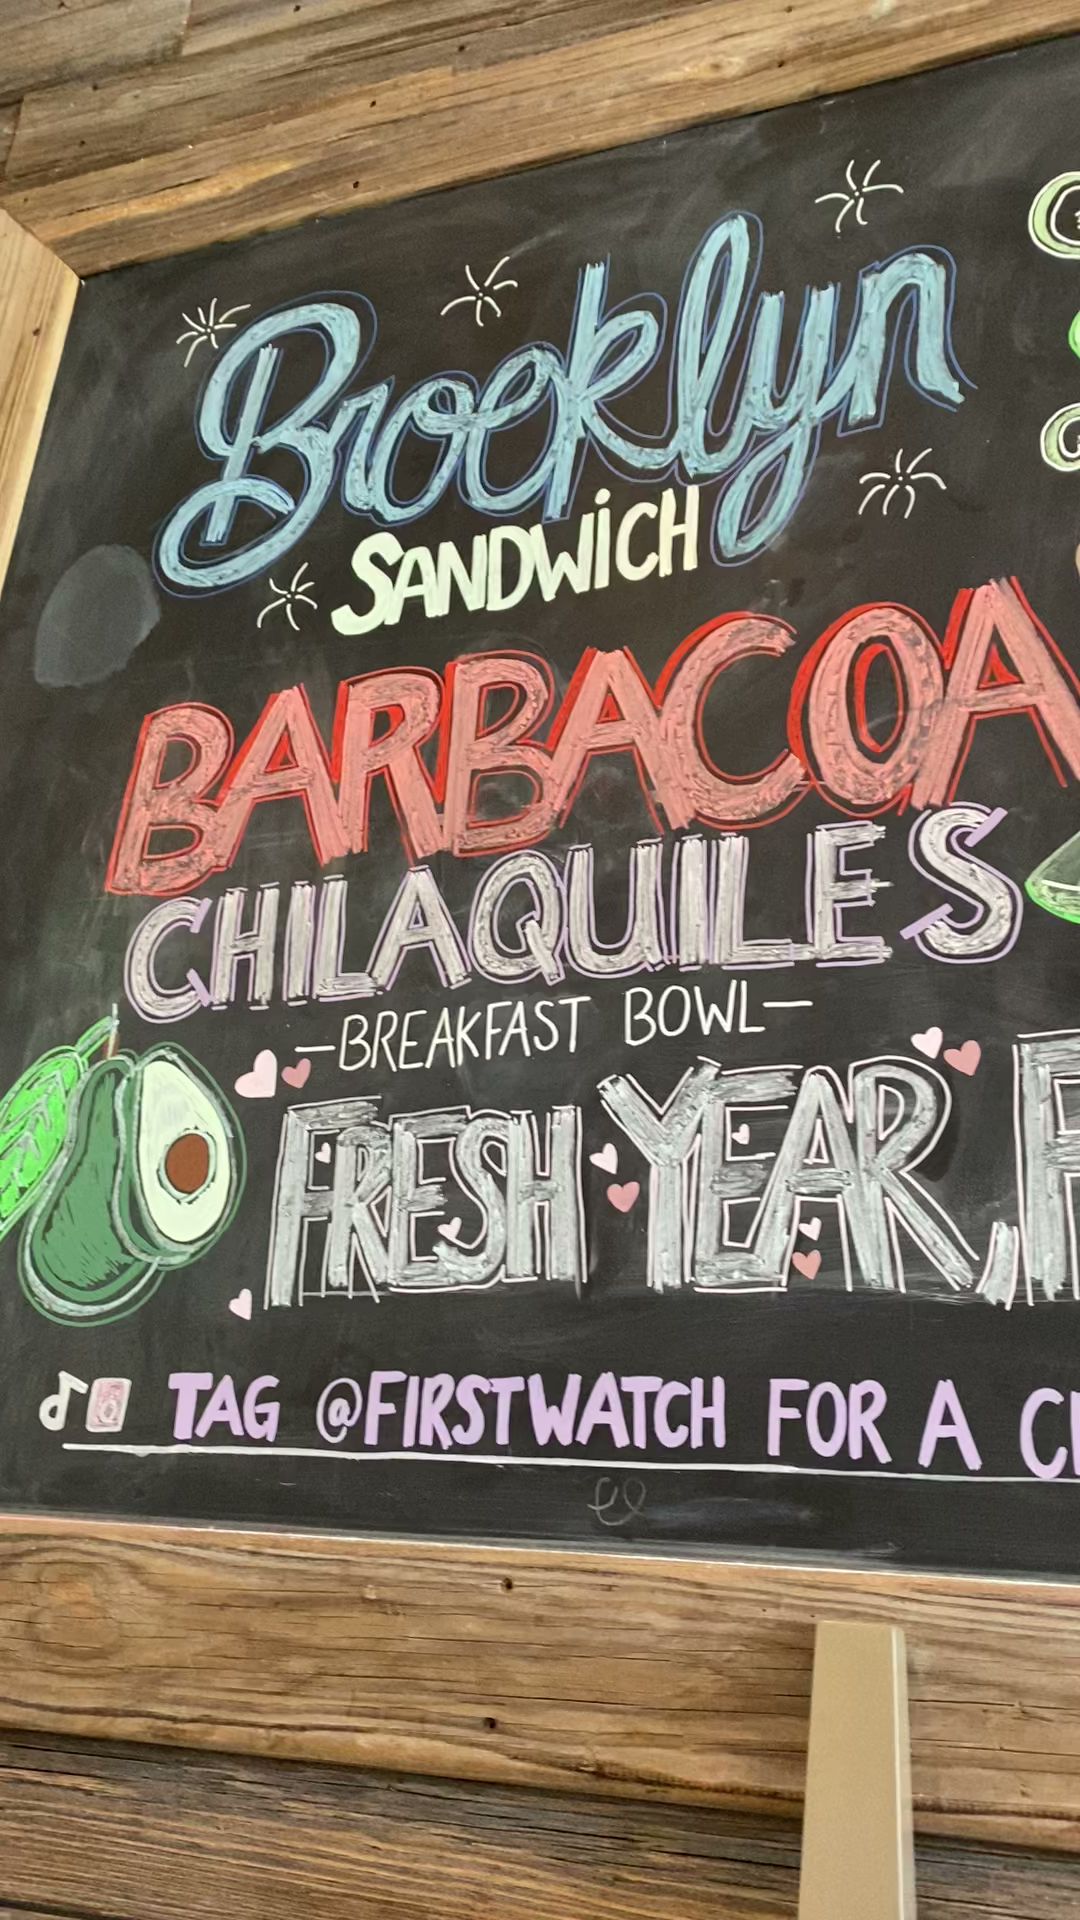 Brooklyn
SANDWiCH
BARBACOA
CHILAQUILES
—BREAKFAST BOWL—
FRESH YEAR, F
TAG @FIRSTWATCH FOR A C